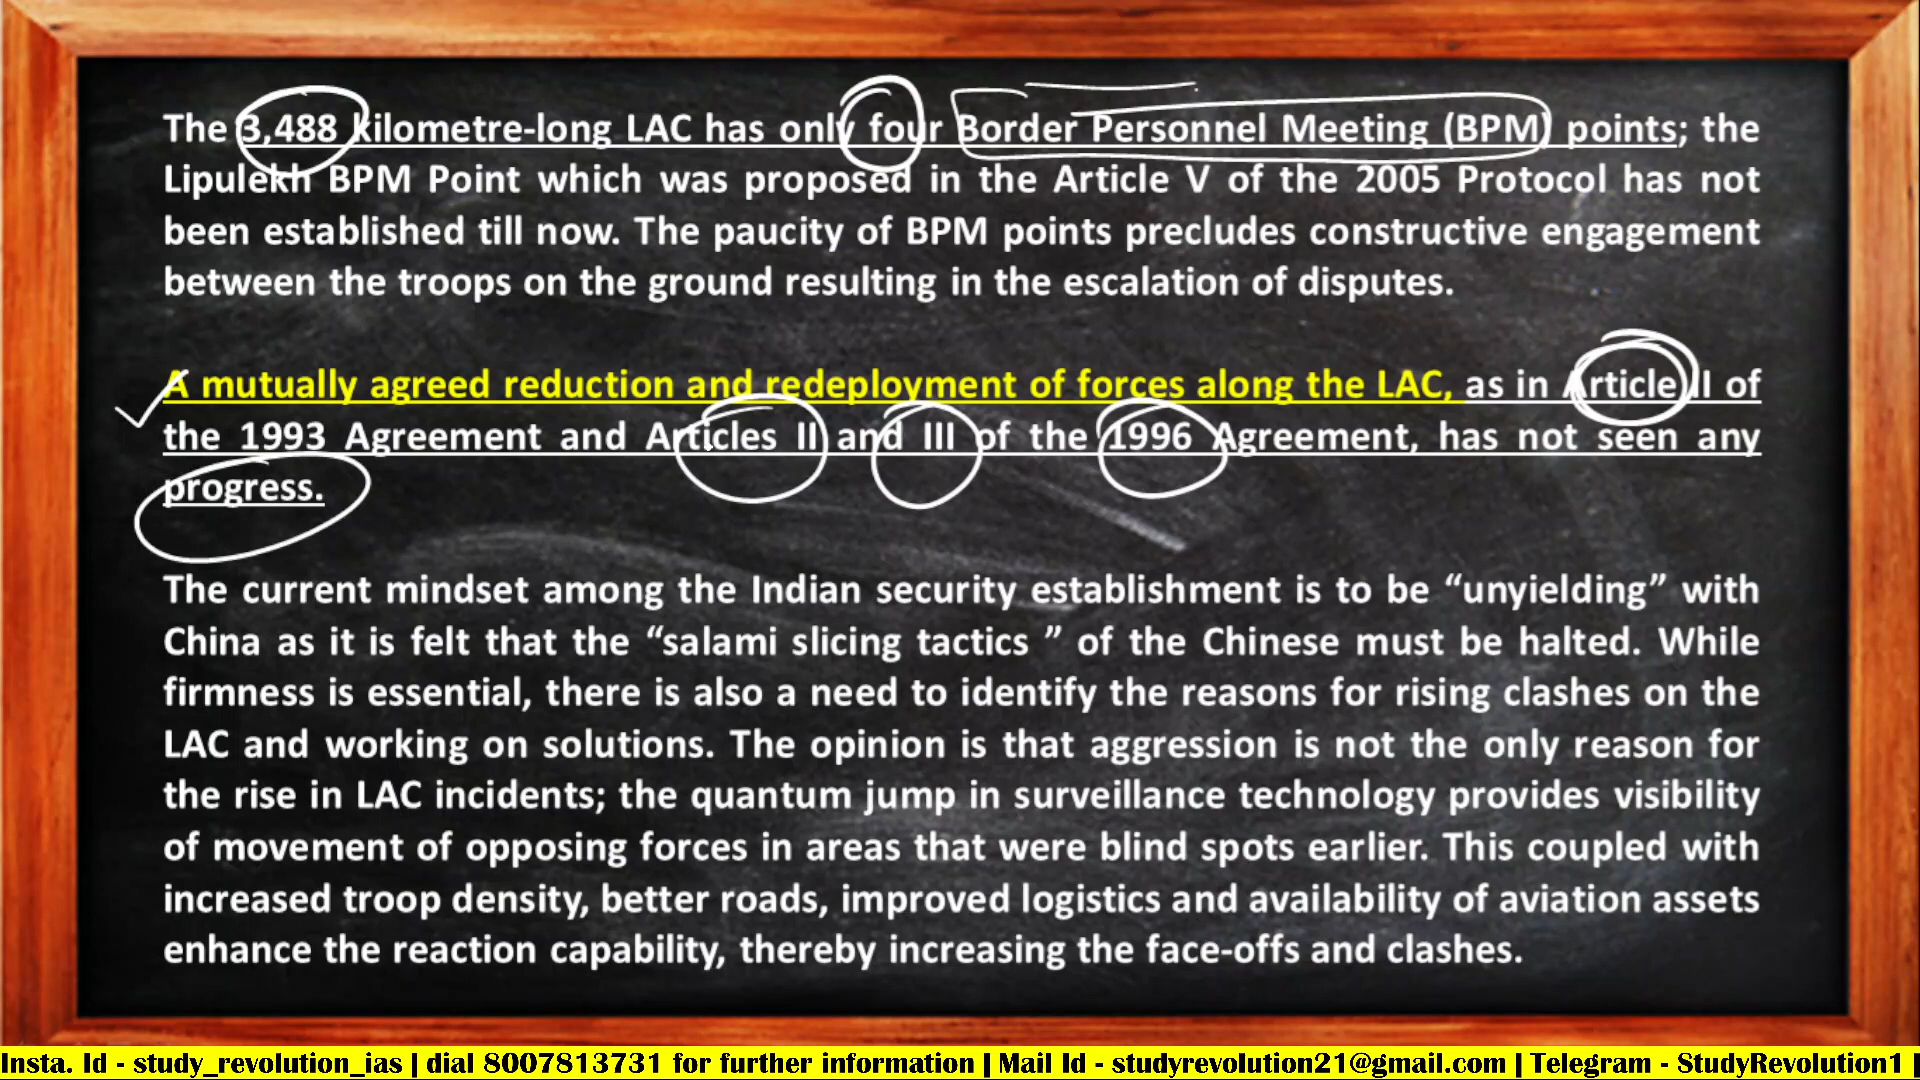 The 3,488 kilometre-long LAC has only four Border Personnel Meeting (BPM) points; the
Lipulekh BPM Point which was proposed in the Article V of the 2005 Protocol has not
been established till now. The paucity of BPM points precludes constructive engagement
between the troops on the ground resulting in the escalation of disputes.
A mutually agreed reduction and redeployment of forces along the LAC, as in Article II of
the 1993 Agreement and Articles II and III of the 1996 Agreement, has not seen any
progress.
The current mindset among the Indian security establishment is to be “unyielding” with
China as it is felt that the “salami slicing tactics ” of the Chinese must be halted. While
firmness is essential, there is also a need to identify the reasons for rising clashes on the
LAC and working on solutions. The opinion is that aggression is not the only reason for
the rise in LAC incidents; the quantum jump in surveillance technology provides visibility
of movement of opposing forces in areas that were blind spots earlier. This coupled with
increased troop density, better roads, improved logistics and availability of aviation assets
enhance the reaction capability, thereby increasing the face-offs and clashes.
Insta. Id - study_revolution_ias | dial 8007813731 for further information | Mail Id - studyrevolution21@gmail.com | Telegram - StudyRevolution1 |